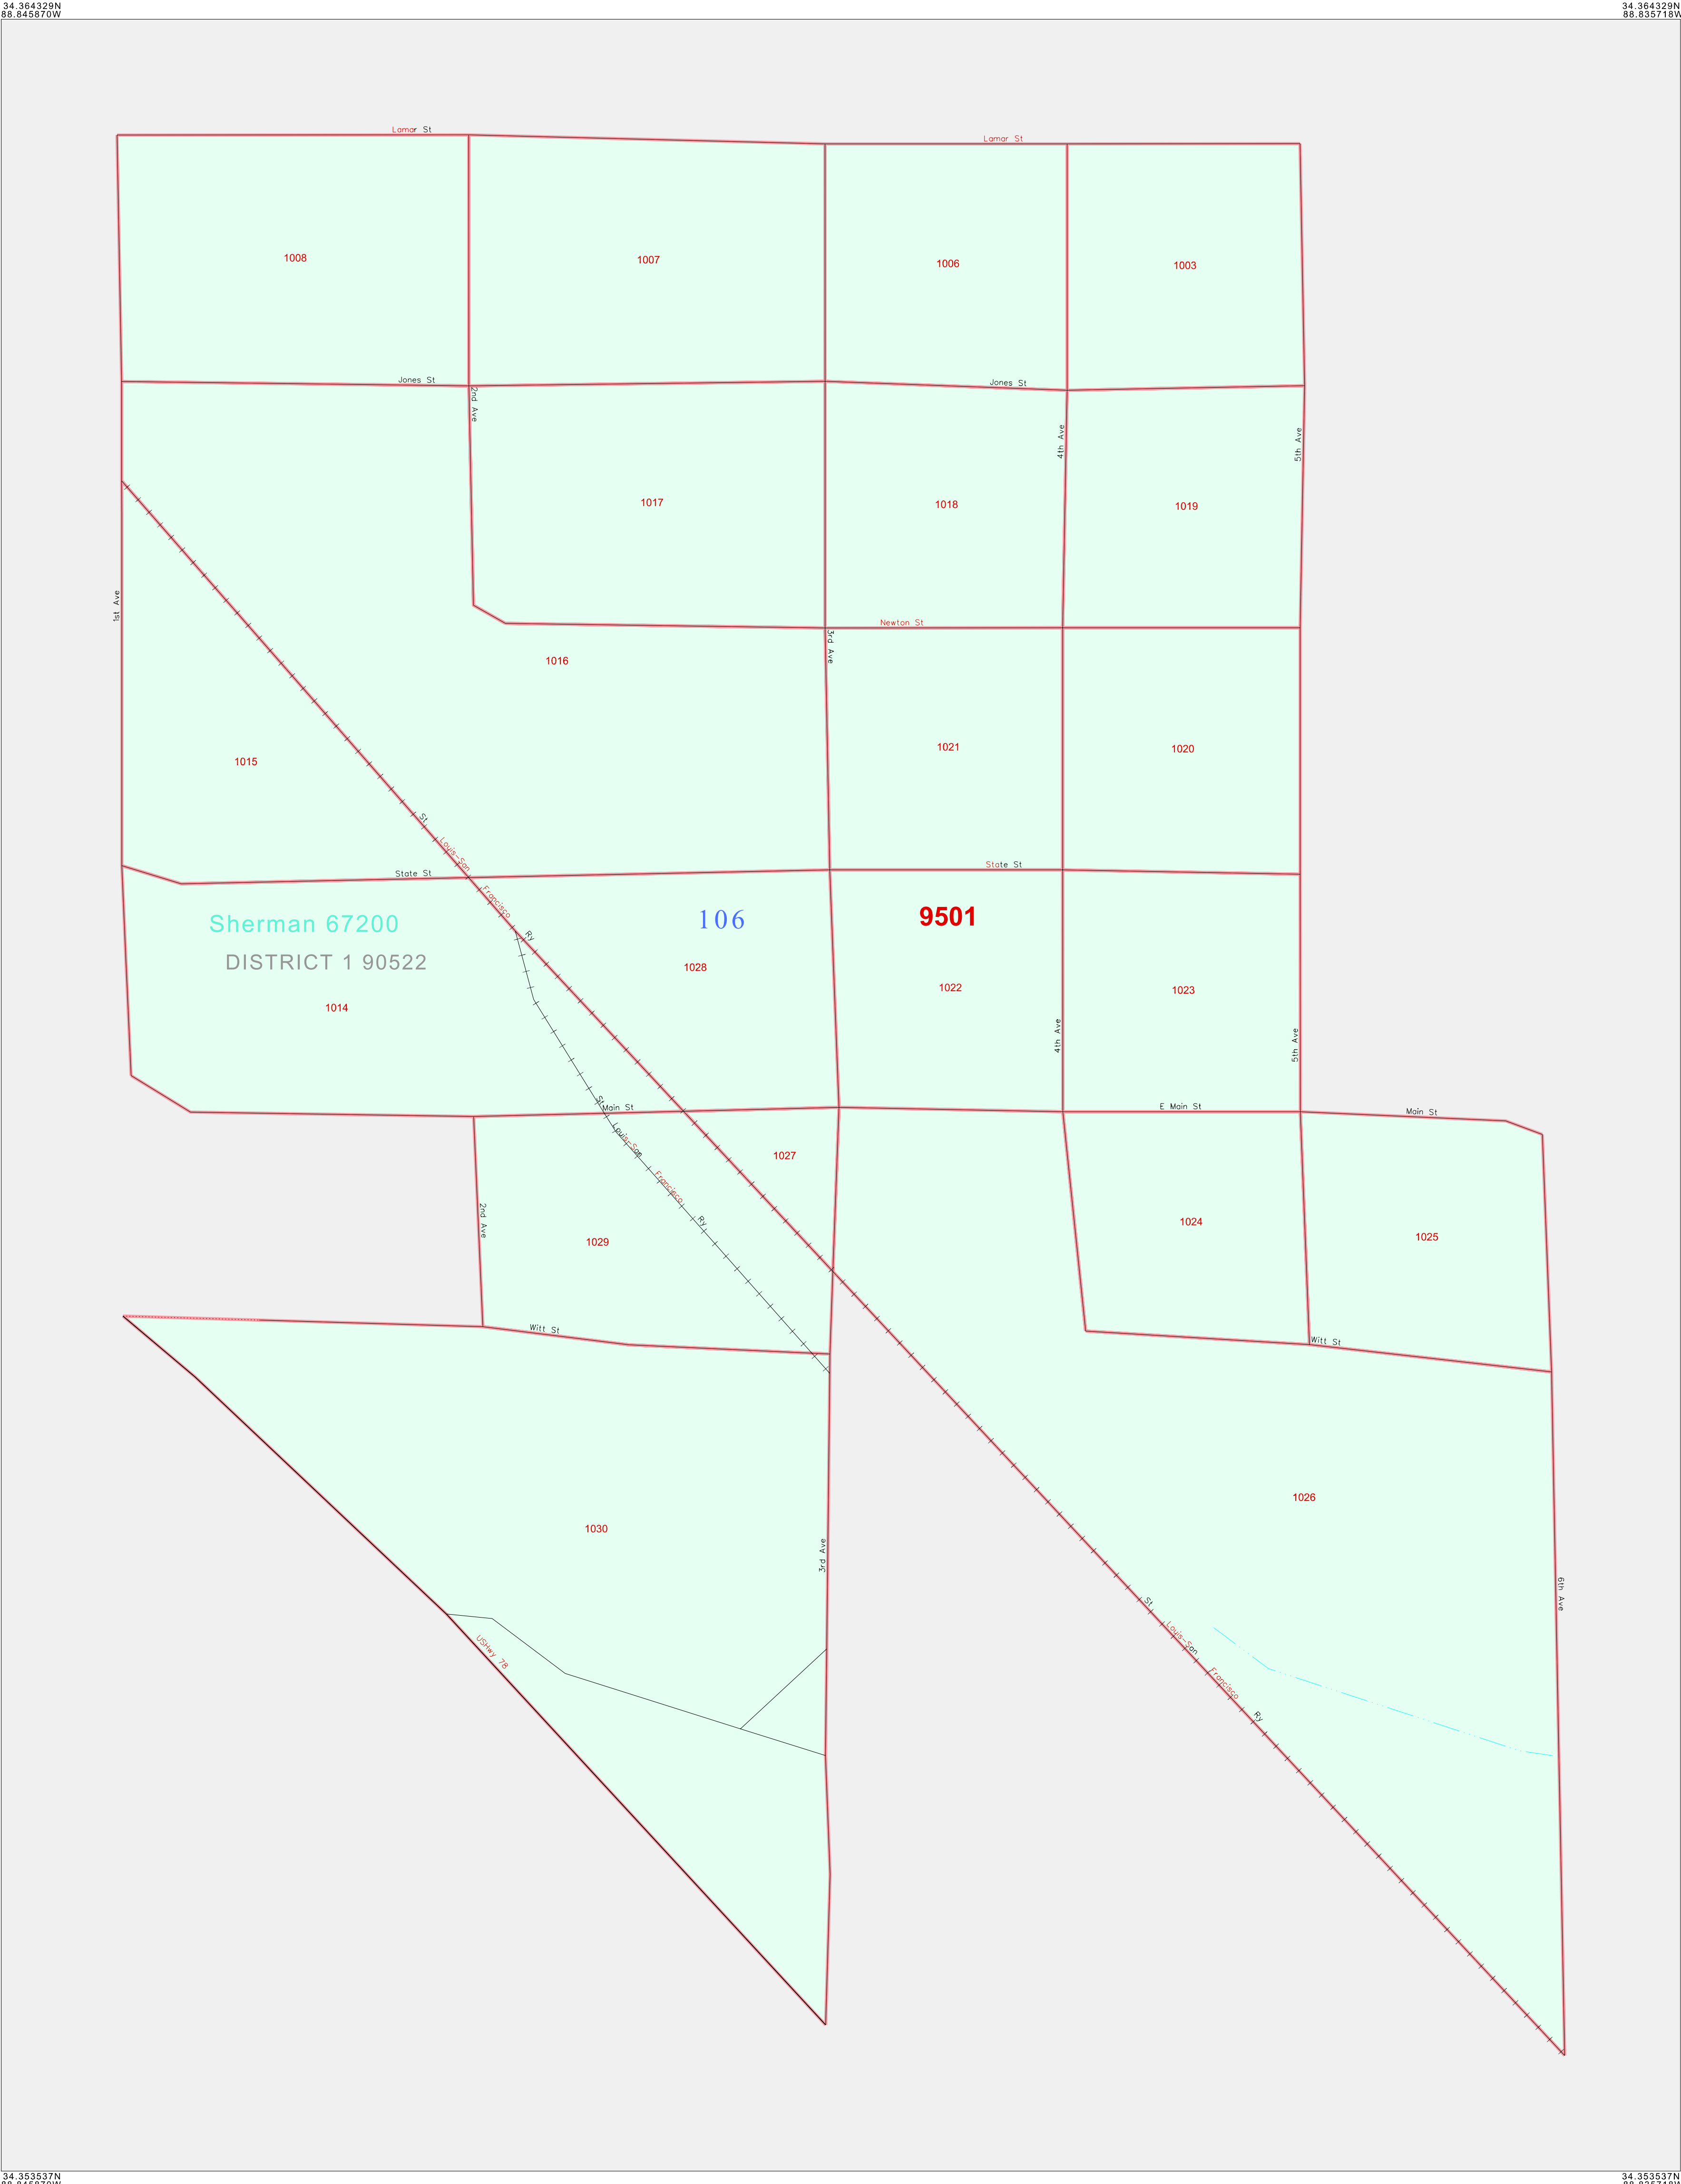 34.364329N
88.845870W
34.364329N
88.835718W
Lamar St
Lamar St
1008
1007
1006
1003
Jones St
Jones St
2nd Ave
4th Ave
5th Ave
1017
1018
1019
1st Ave
Newton St
3rd Ave
1016
1021
1020
1015
St Louis-San Francisco Ry
State St
State St
Sherman 67200
106
9501
DISTRICT 1 90522
1028
1022
1023
1014
4th Ave
5th Ave
Main St
E Main St
Main St
St Louis-San Francisco Ry
1027
2nd Ave
1029
1024
1025
Witt St
Witt St
1026
1030
3rd Ave
6th Ave
St Louis-San Francisco Ry
USHwy 78
34.353537N
88.845870W
34.353537N
88.835718W